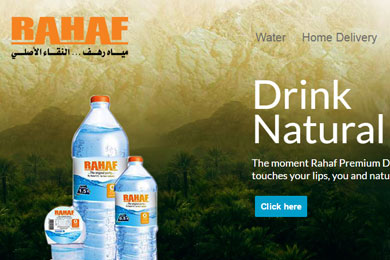 RAHAF
مياه رهف ... النقاء الأصلي
Water Home Delivery
Drink
Natural
The moment Rahaf Premium D
touches your lips, you and natu
Click here
RAHAF
RAHAF